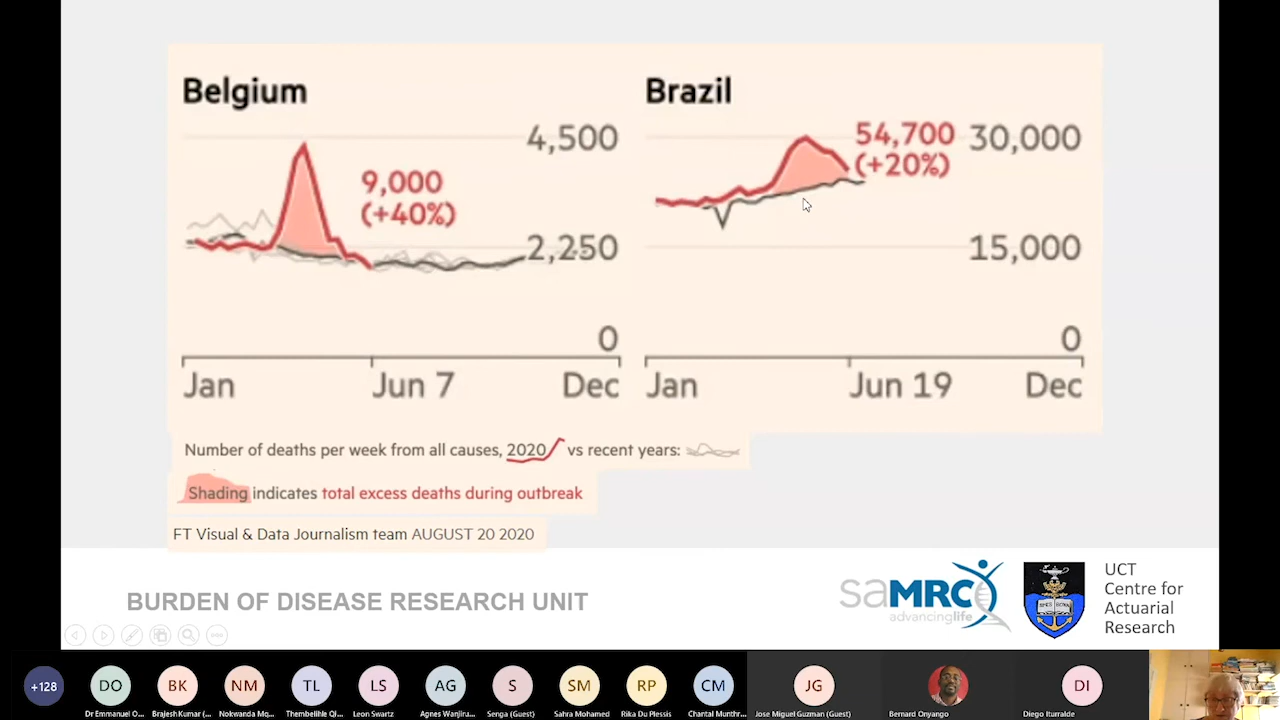 Belgium
4,500
9,000
(+40%)
2,250
0
Jan
Jun 7
Dec
Brazil
54,700
(+20%)
30,000
15,000
0
Jan
Jun 19
Dec
Number of deaths per week from all causes, 2020 vs recent years:
Shading indicates total excess deaths during outbreak
FT Visual & Data Journalism team AUGUST 20 2020
BURDEN OF DISEASE RESEARCH UNIT
saMRC
advancinglife
UCT
Centre for
Actuarial
Research
+128
DO
BK
NM
TL
LS
AG
S
SM
RP
CM
JG
DI
Dr Emmanuel O...
Brajesh Kumar (...
Nokwanda Mq...
Thembelihle Qi...
Leon Swartz
Agnes Wanjiru...
Senga (Guest)
Sahra Mohamed
Rika Du Plessis
Chantal Munthr...
Jose Miguel Guzman (Guest)
Bernard Onyango
Diego Iturralde